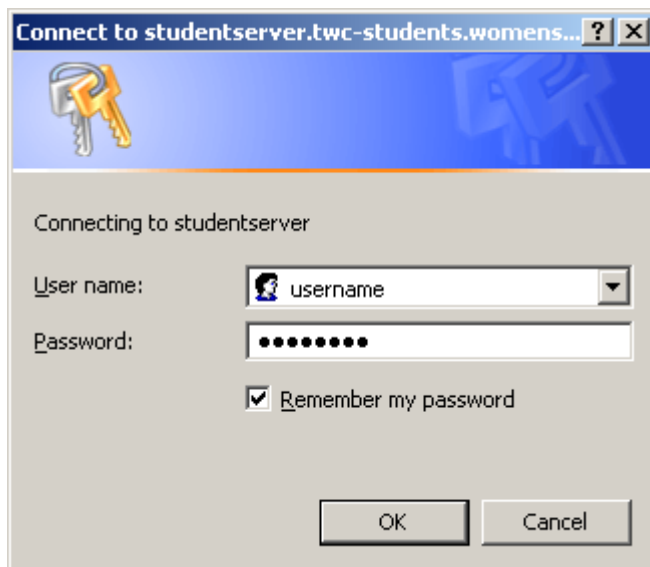 Connect to studentserver.twc-students.womens...
Connecting to studentserver
User name: username
Password: ●●●●●●●●
Remember my password
OK Cancel